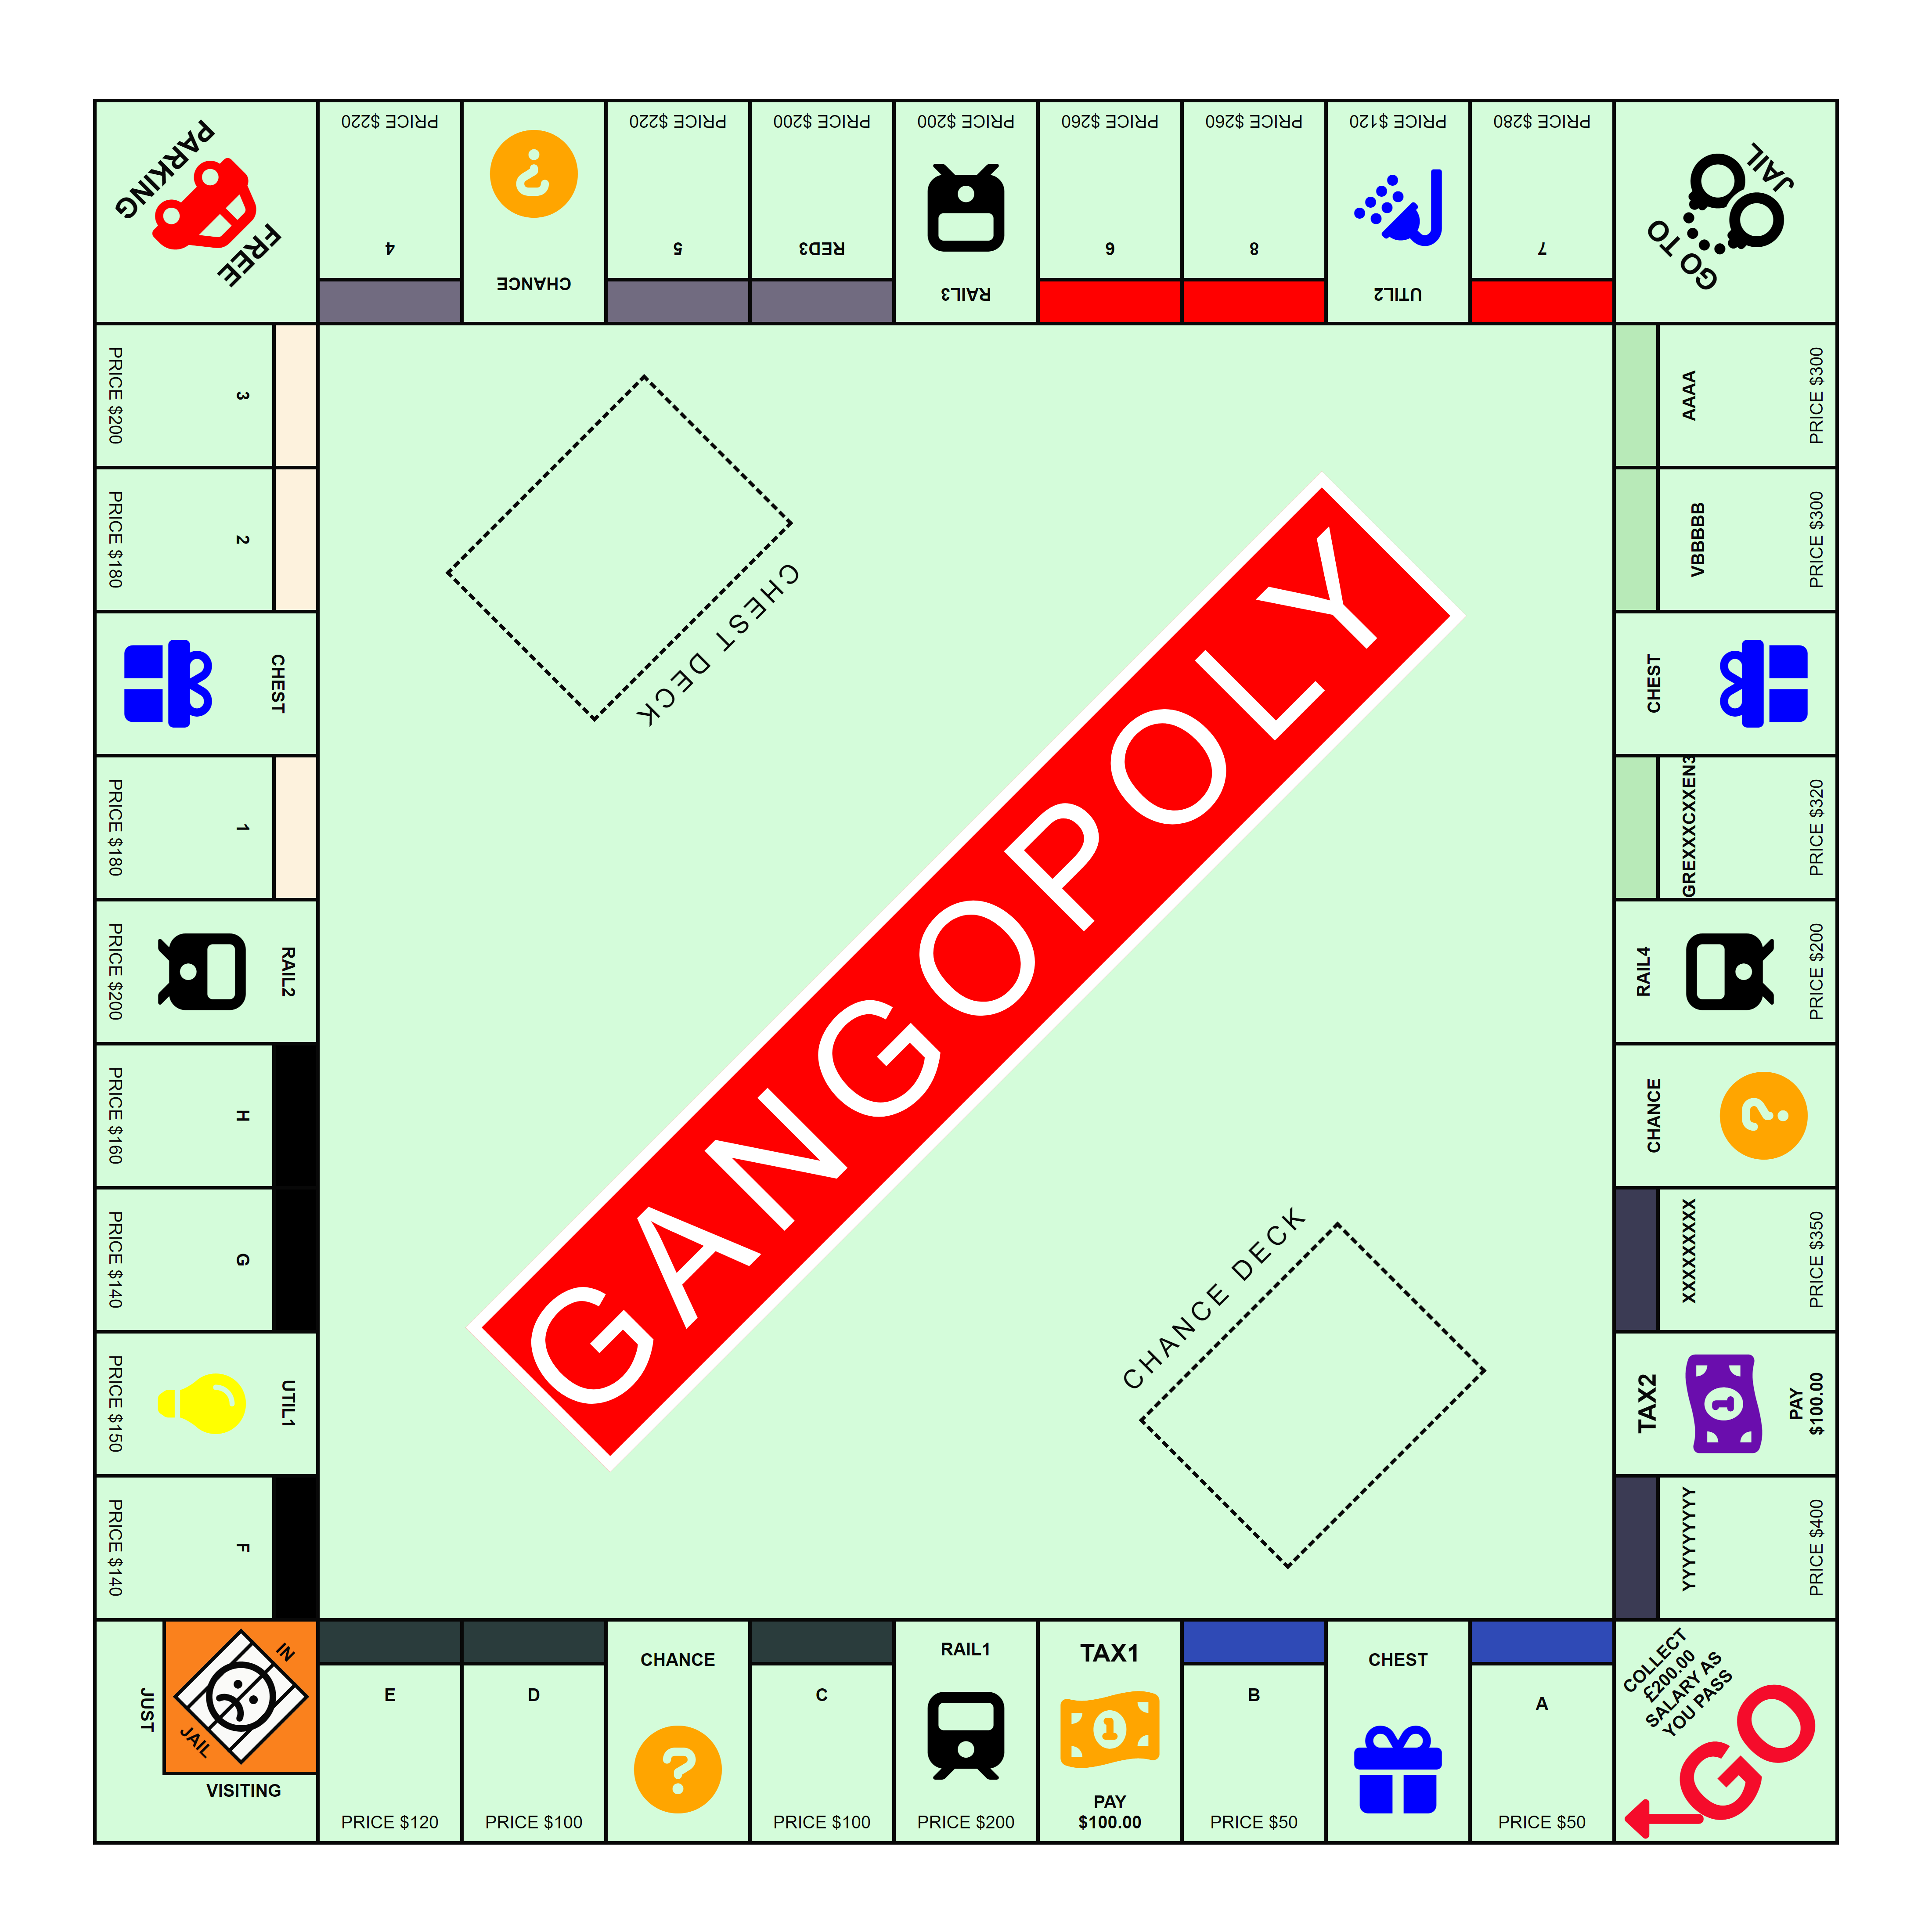 FREE
PARKING
PRICE $220
4
CHANCE
PRICE $220
5
PRICE $200
RED3
PRICE $200
RAIL3
PRICE $260
6
PRICE $260
8
PRICE $120
UTIL2
PRICE $280
7
GO TO
JAIL
3
PRICE $200
2
PRICE $180
CHEST
1
PRICE $180
RAIL2
PRICE $200
H
PRICE $160
G
PRICE $140
UTIL1
PRICE $150
F
PRICE $140
CHEST DECK
GANGOPOLY
CHANCE DECK
AAAA
PRICE $300
VBBBBB
PRICE $300
CHEST
GREXXXCXXEN3
PRICE $320
RAIL4
PRICE $200
CHANCE
XXXXXXXXX
PRICE $350
TAX2
PAY
$100.00
YYYYYYYYY
PRICE $400
JUST
VISITING
IN
JAIL
E
PRICE $120
D
PRICE $100
CHANCE
C
PRICE $100
RAIL1
PRICE $200
TAX1
PAY
$100.00
B
PRICE $50
CHEST
A
PRICE $50
COLLECT
£200.00
SALARY AS
YOU PASS
GO